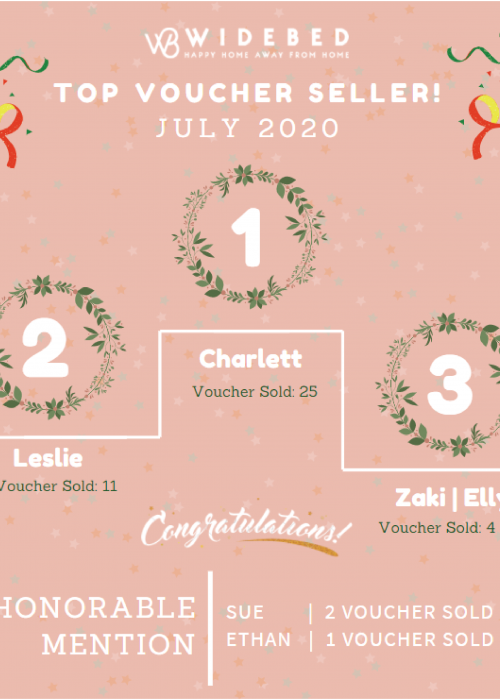 WB WIDEBED
HAPPY HOME AWAY FROM HOME
TOP VOUCHER SELLER!
JULY 2020
1
Charlett
Voucher Sold: 25
2
Leslie
Voucher Sold: 11
3
Zaki | Elly
Voucher Sold: 4
Congratulations!
HONORABLE
MENTION
SUE | 2 VOUCHER SOLD
ETHAN | 1 VOUCHER SOLD